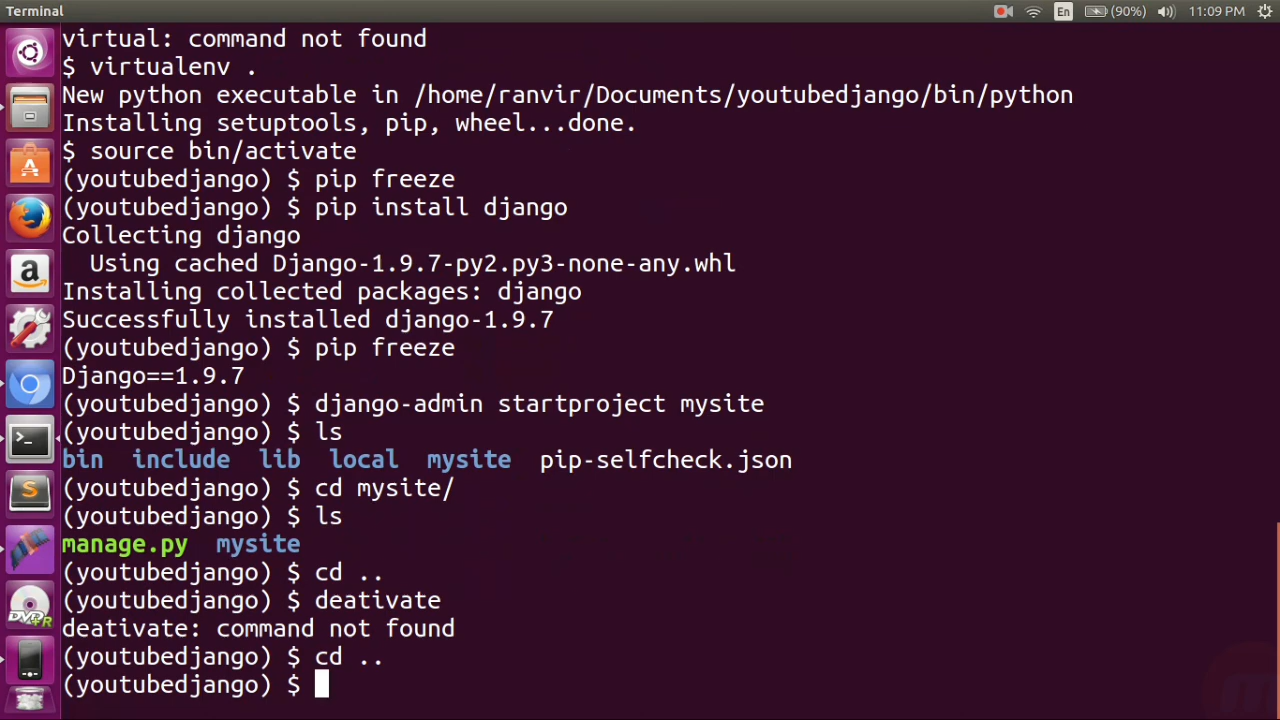 Terminal
En
(90%)
11:09 PM
virtual: command not found
$ virtualenv .
New python executable in /home/ranvir/Documents/youtubedjango/bin/python
Installing setuptools, pip, wheel...done.
$ source bin/activate
(youtubedjango) $ pip freeze
(youtubedjango) $ pip install django
Collecting django
  Using cached Django-1.9.7-py2.py3-none-any.whl
Installing collected packages: django
Successfully installed django-1.9.7
(youtubedjango) $ pip freeze
Django==1.9.7
(youtubedjango) $ django-admin startproject mysite
(youtubedjango) $ ls
bin  include  lib  local  mysite  pip-selfcheck.json
(youtubedjango) $ cd mysite/
(youtubedjango) $ ls
manage.py  mysite
(youtubedjango) $ cd ..
(youtubedjango) $ deativate
deativate: command not found
(youtubedjango) $ cd ..
(youtubedjango) $
A
a
>_
S
DVD+R